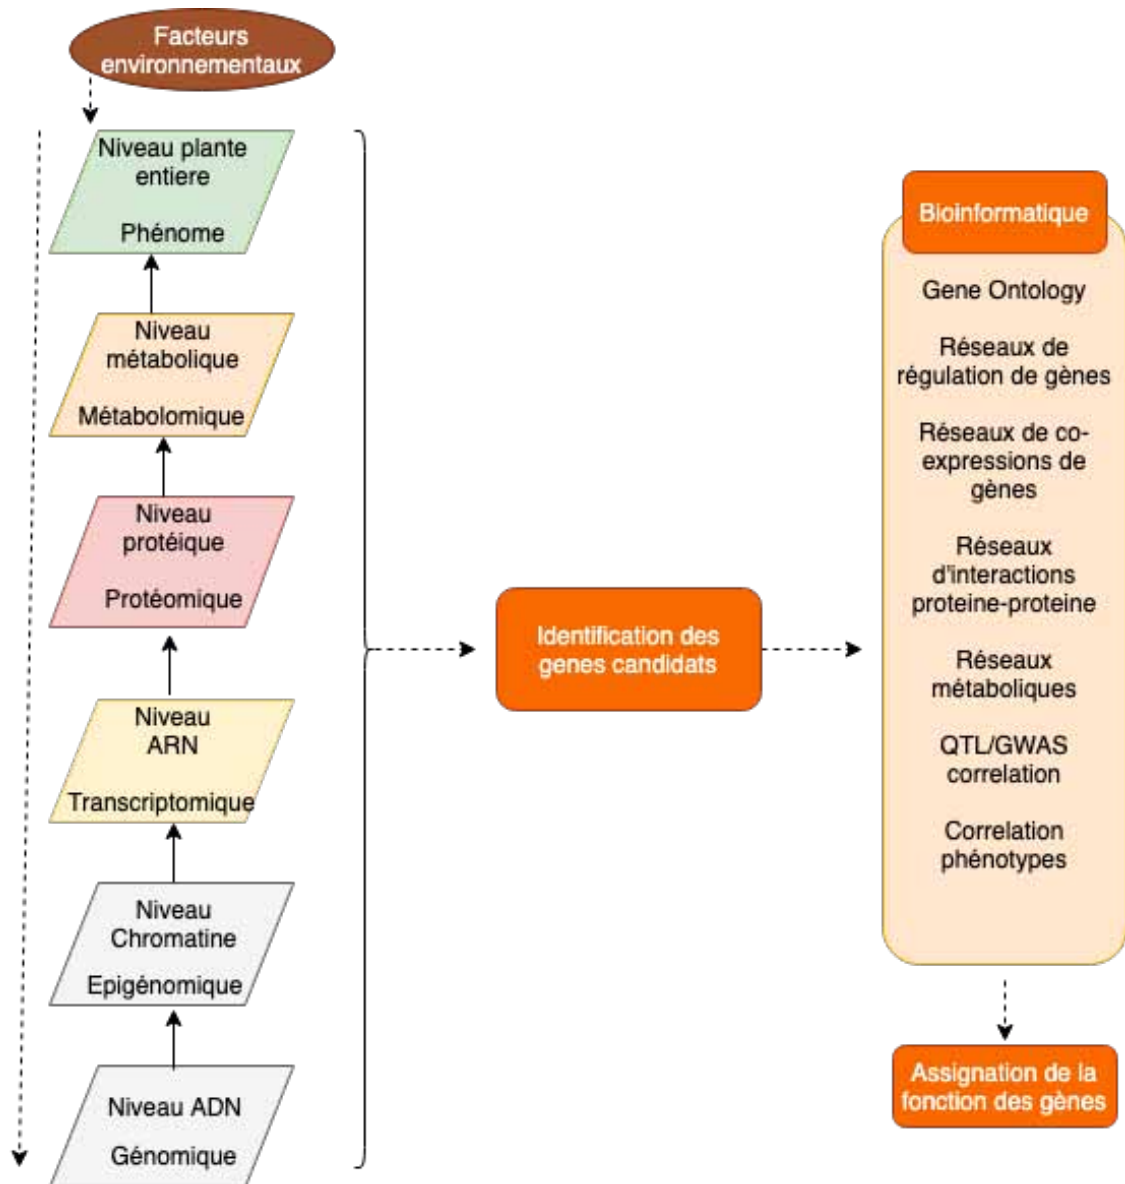 Facteurs
environnementaux
Niveau plante
entiere
Phénome
Niveau
métabolique
Métabolomique
Niveau
protéique
Protéomique
Niveau
ARN
Transcriptomique
Niveau
Chromatine
Epigénomique
Niveau ADN
Génomique
Identification des
genes candidats
Bioinformatique
Gene Ontology
Réseaux de
régulation de gènes
Réseaux de co-
expressions de
gènes
Réseaux
d'interactions
proteine-proteine
Réseaux
métaboliques
QTL/GWAS
correlation
Correlation
phénotypes
Assignation de la
fonction des gènes